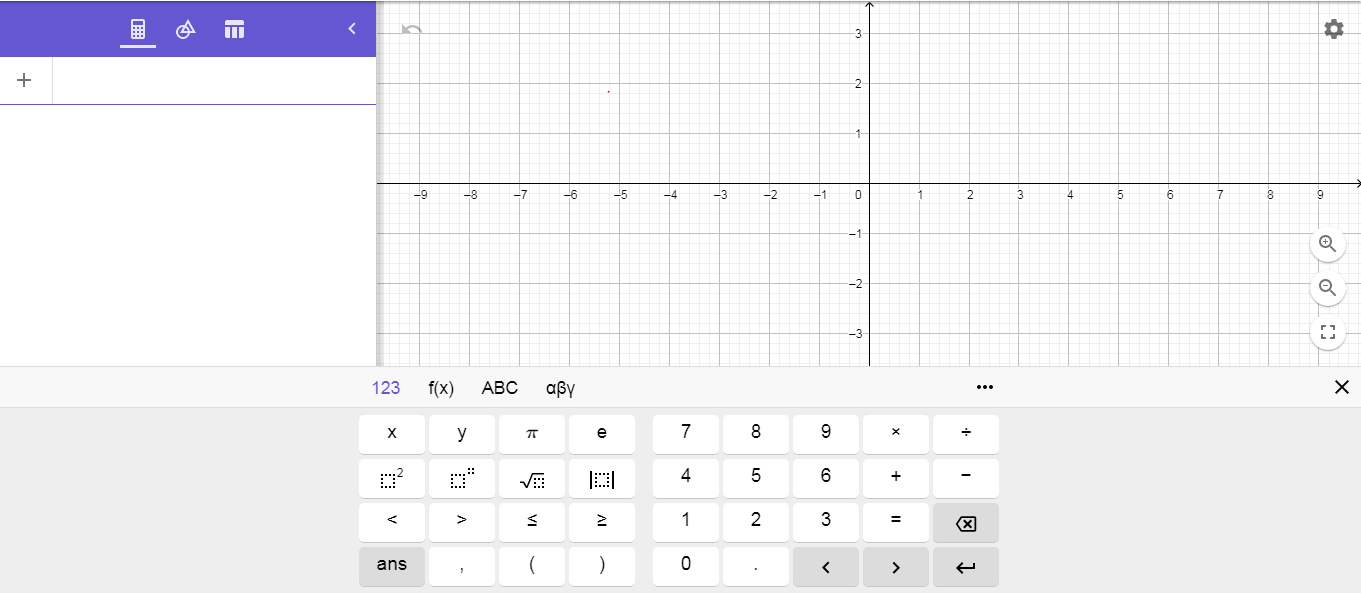 3
2
1
–9 –8 –7 –6 –5 –4 –3 –2 –1 0 1 2 3 4 5 6 7 8 9
–1
–2
–3
123 f(x) ABC αβγ ...
x y π e 7 8 9 × ÷
2 √ | | 4 5 6 + −
< > ≤ ≥ 1 2 3 =
ans , ( ) 0 .